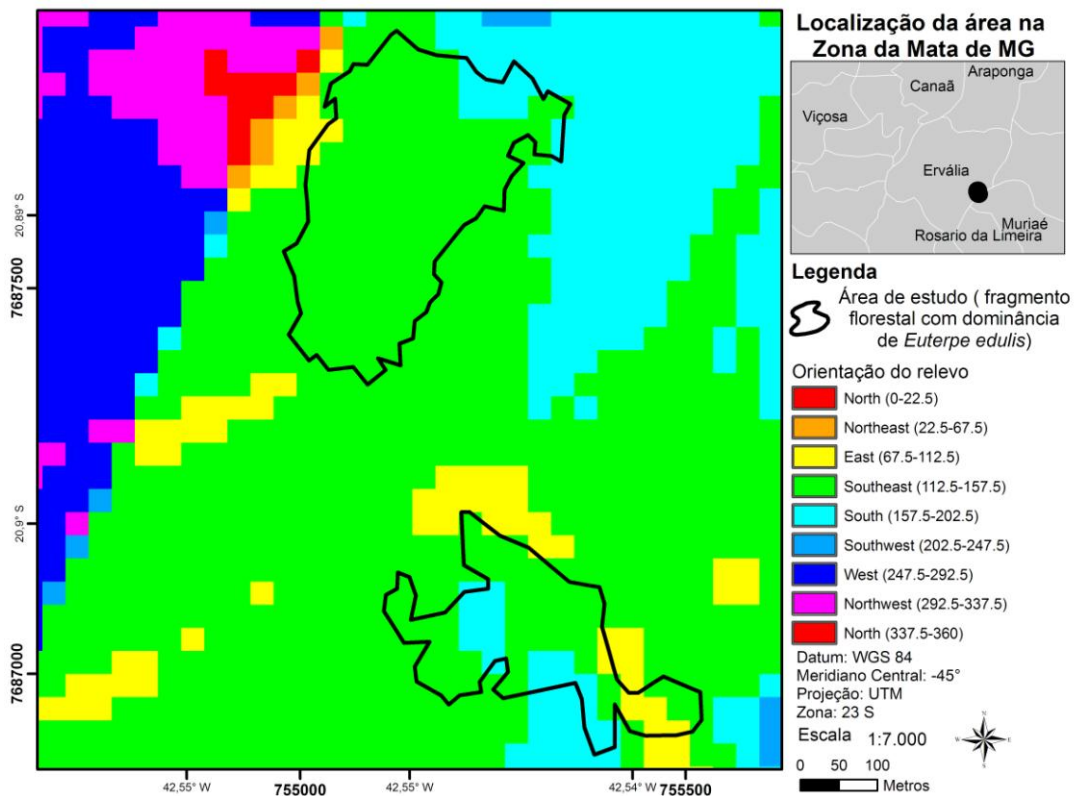 Localização da área na
Zona da Mata de MG
Araponga
Canaã
Viçosa
Ervália
Muriaé
Rosario da Limeira
Legenda
Área de estudo ( fragmento
florestal com dominância
de Euterpe edulis)
Orientação do relevo
North (0-22.5)
Northeast (22.5-67.5)
East (67.5-112.5)
Southeast (112.5-157.5)
South (157.5-202.5)
Southwest (202.5-247.5)
West (247.5-292.5)
Northwest (292.5-337.5)
North (337.5-360)
Datum: WGS 84
Meridiano Central: -45°
Projeção: UTM
Zona: 23 S
Escala 1:7.000
N
W E
S
0 50 100
Metros
20,89° S
7687500
20,9° S
7687000
42,55° W 755000 42,55° W 42,54° W 755500